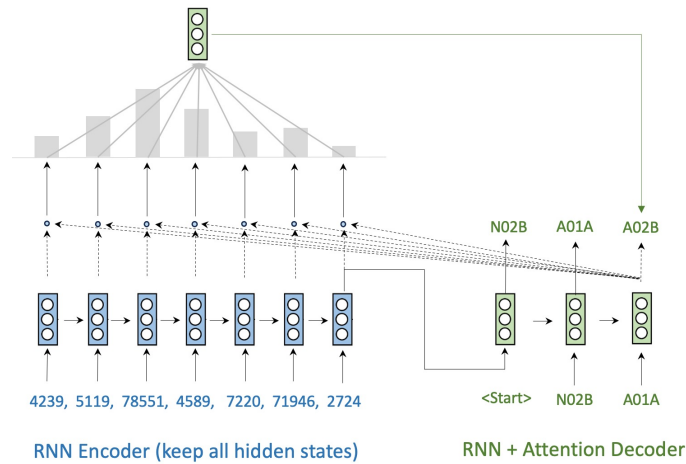 N02B A01A A02B
4239, 5119, 78551, 4589, 7220, 71946, 2724
<Start> N02B A01A
RNN Encoder (keep all hidden states)
RNN + Attention Decoder